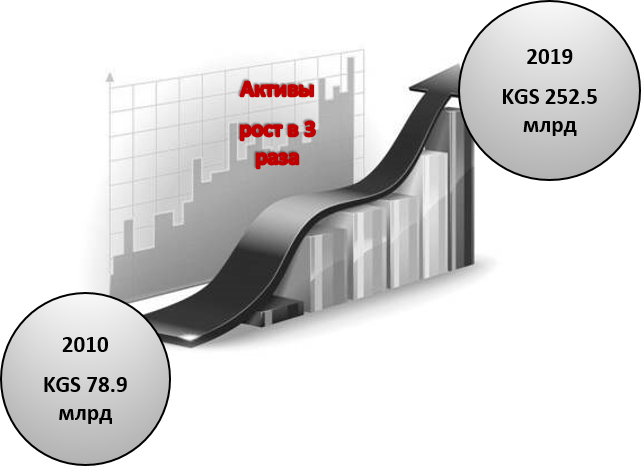 2019
KGS 252.5
млрд
Активы
рост в 3
раза
2010
KGS 78.9
млрд